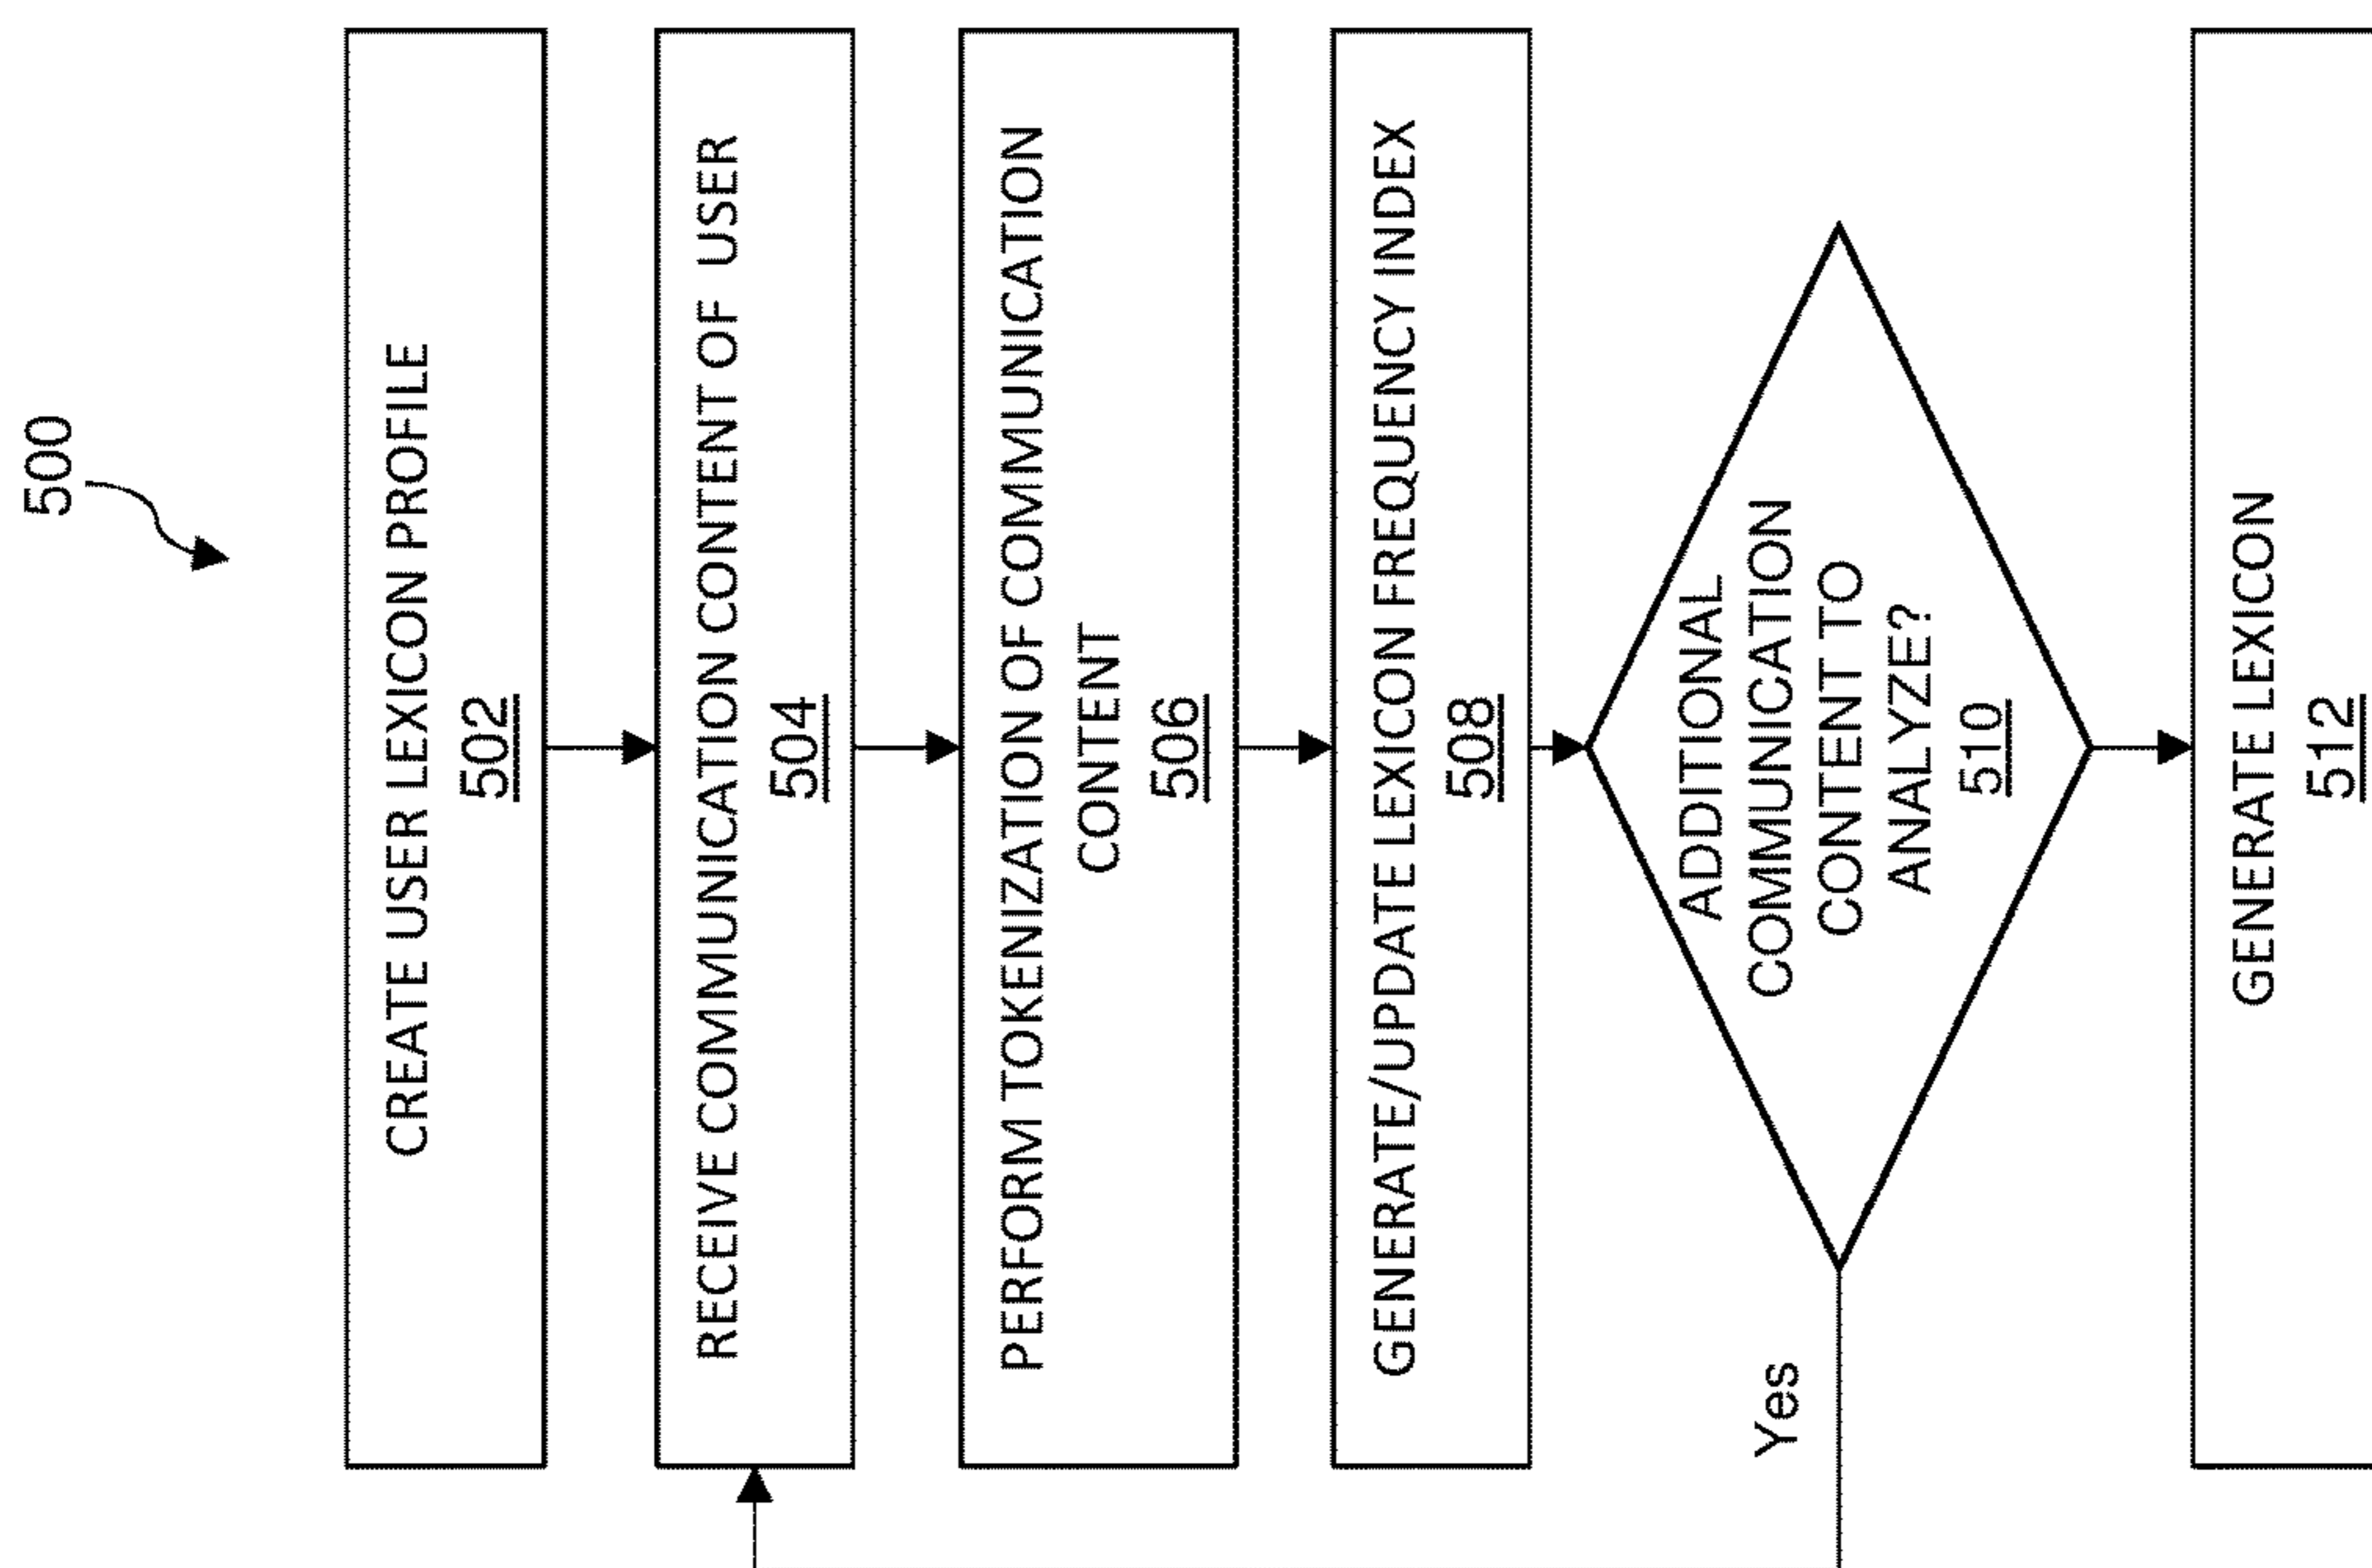 500
CREATE USER LEXICON PROFILE
502
RECEIVE COMMUNICATION CONTENT OF USER
504
PERFORM TOKENIZATION OF COMMUNICATION
CONTENT
506
GENERATE/UPDATE LEXICON FREQUENCY INDEX
508
ADDITIONAL
COMMUNICATION
CONTENT TO
ANALYZE?
510
Yes
GENERATE LEXICON
512